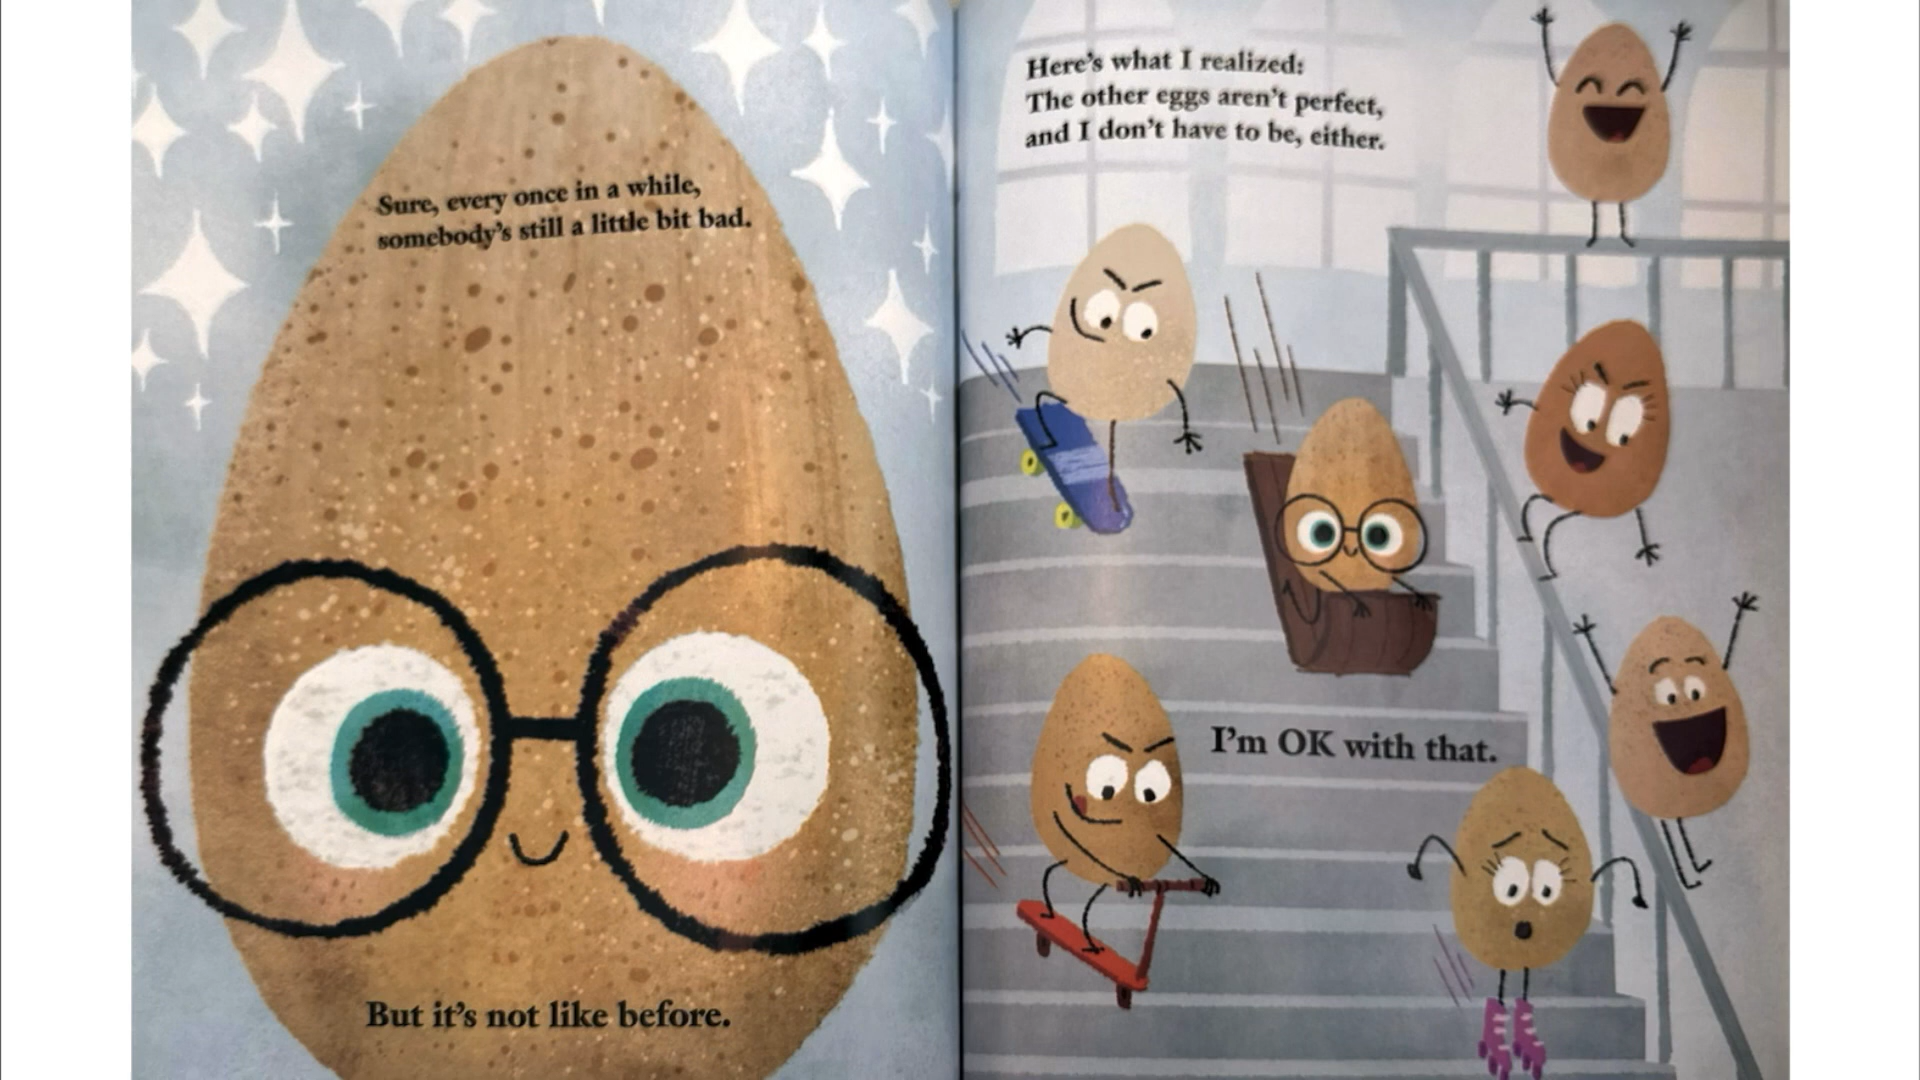 Sure, every once in a while,
somebody's still a little bit bad.
But it's not like before.
Here's what I realized:
The other eggs aren't perfect,
and I don't have to be, either.
I'm OK with that.